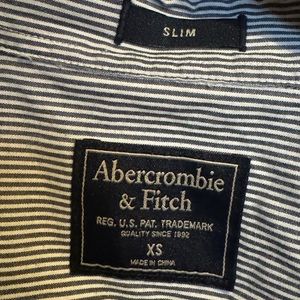 SLIM
Abercrombie
& Fitch
REG. U.S. PAT. TRADEMARK
QUALITY SINCE 1892
XS
MADE IN CHINA